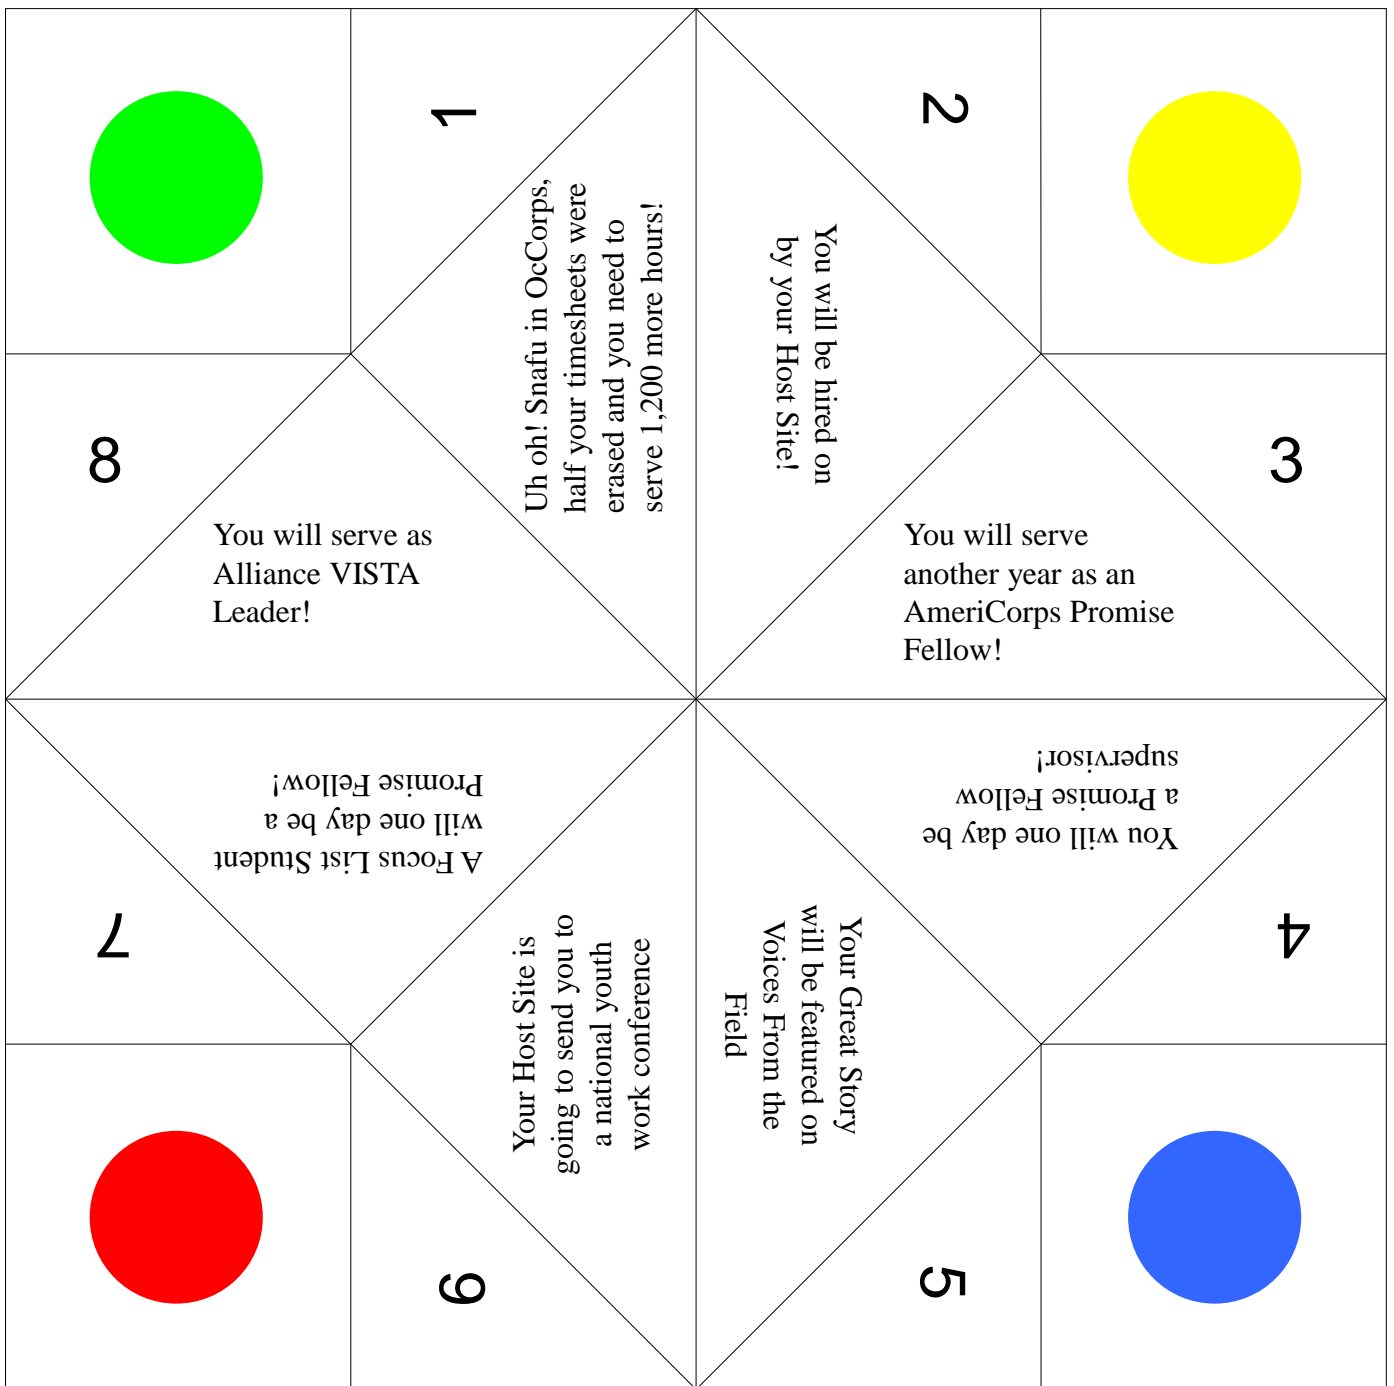 1
Uh oh! Snafu in OcCorps,
half your timesheets were
erased and you need to
serve 1,200 more hours!
2
You will be hired on
by your Host Site!
3
You will serve
another year as an
AmeriCorps Promise
Fellow!
4
You will one day be
a Promise Fellow
supervisor!
5
Your Great Story
will be featured on
Voices From the
Field
6
Your Host Site is
going to send you to
a national youth
work conference
7
A Focus List Student
will one day be a
Promise Fellow!
8
You will serve as
Alliance VISTA
Leader!